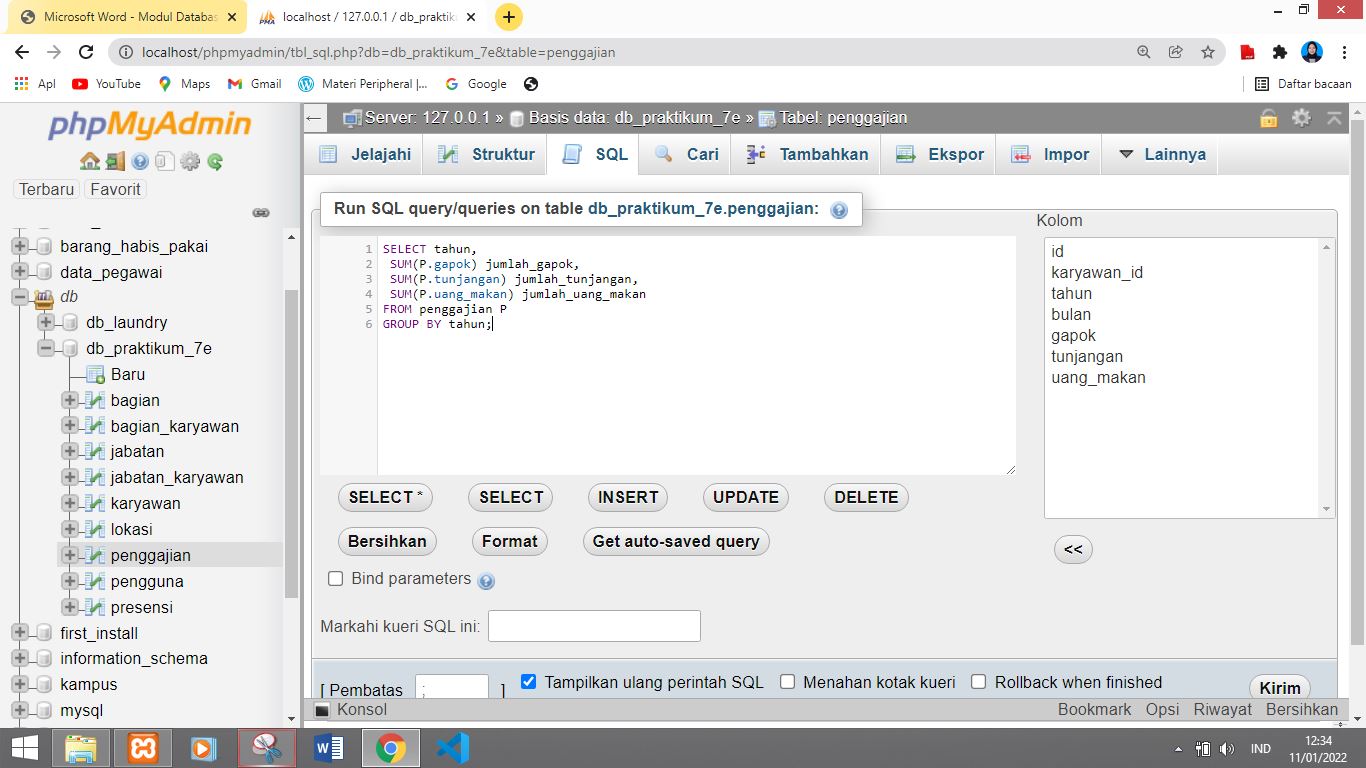 Microsoft Word - Modul Databas
localhost / 127.0.0.1 / db_praktik
localhost/phpmyadmin/tbl_sql.php?db=db_praktikum_7e&table=penggajian
Apl YouTube Maps Gmail Materi Peripheral |... Google Daftar bacaan
phpMyAdmin
Terbaru Favorit
barang_habis_pakai
data_pegawai
db
db_laundry
db_praktikum_7e
Baru
bagian
bagian_karyawan
jabatan
jabatan_karyawan
karyawan
lokasi
penggajian
pengguna
presensi
first_install
information_schema
kampus
mysql
Server: 127.0.0.1 » Basis data: db_praktikum_7e » Tabel: penggajian
Jelajahi Struktur SQL Cari Tambahkan Ekspor Impor Lainnya
Run SQL query/queries on table db_praktikum_7e.penggajian:
1 SELECT tahun,
2 SUM(P.gapok) jumlah_gapok,
3 SUM(P.tunjangan) jumlah_tunjangan,
4 SUM(P.uang_makan) jumlah_uang_makan
5 FROM penggajian P
6 GROUP BY tahun;
Kolom
id
karyawan_id
tahun
bulan
gapok
tunjangan
uang_makan
SELECT * SELECT INSERT UPDATE DELETE
Bersihkan Format Get auto-saved query
<<
Bind parameters
Markahi kueri SQL ini:
[ Pembatas ; ] Tampilkan ulang perintah SQL Menahan kotak kueri Rollback when finished Kirim
Konsol Bookmark Opsi Riwayat Bersihkan
IND
12:34
11/01/2022